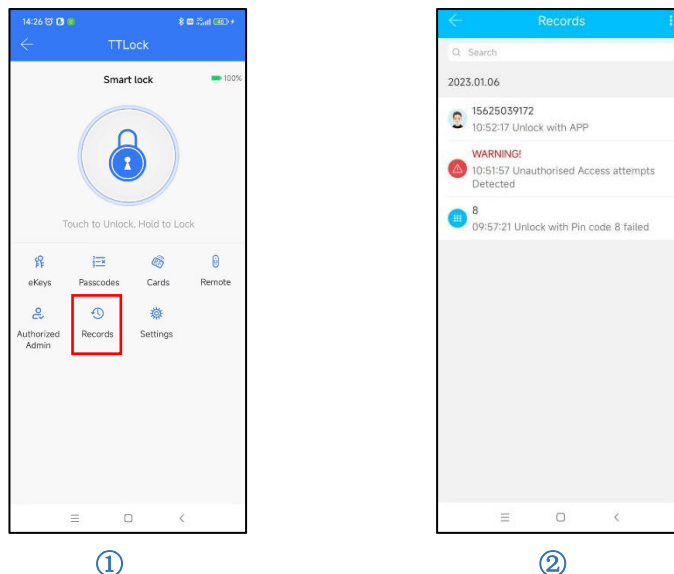 14:26
TTLock
Smart lock
100%
Touch to Unlock, Hold to Lock
eKeys
Passcodes
Cards
Remote
Authorized
Admin
Records
Settings
①
Records
Search
2023.01.06
15625039172
10:52:17 Unlock with APP
WARNING!
10:51:57 Unauthorised Access attempts
Detected
8
09:57:21 Unlock with Pin code 8 failed
②